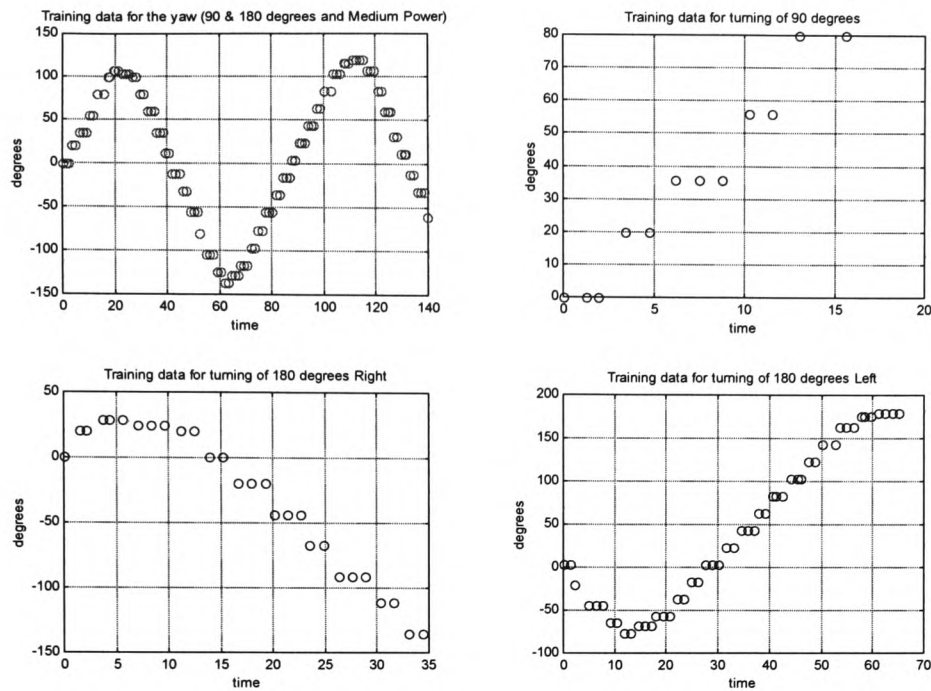 Training data for the yaw (90 & 180 degrees and Medium Power)
150
100
50
0
-50
-100
-150
degrees
0 20 40 60 80 100 120 140
time
Training data for turning of 90 degrees
80
70
60
50
40
30
20
10
0
degrees
0 5 10 15 20
time
Training data for turning of 180 degrees Right
50
0
-50
-100
-150
degrees
0 5 10 15 20 25 30 35
time
Training data for turning of 180 degrees Left
200
150
100
50
0
-50
-100
degrees
0 10 20 30 40 50 60 70
time